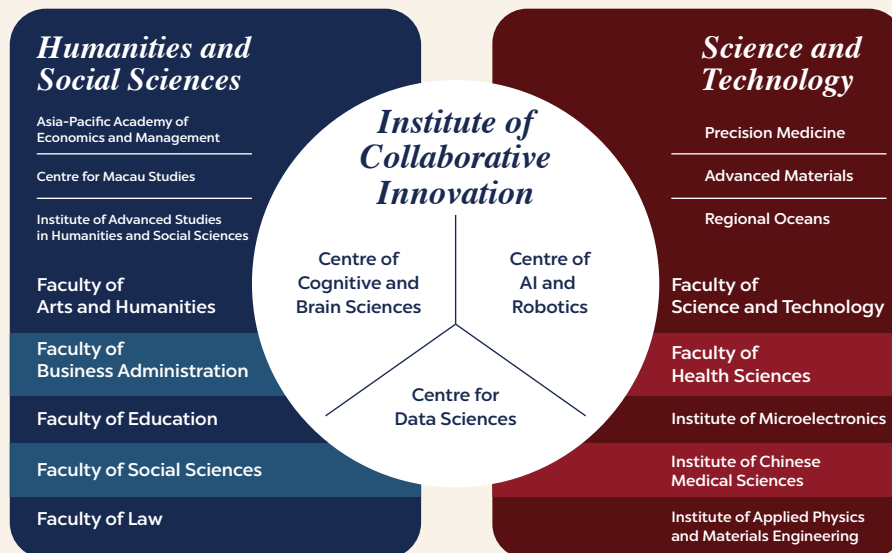 Humanities and
Social Sciences
Asia-Pacific Academy of
Economics and Management
Centre for Macau Studies
Institute of Advanced Studies
in Humanities and Social Sciences
Faculty of
Arts and Humanities
Faculty of
Business Administration
Faculty of Education
Faculty of Social Sciences
Faculty of Law
Institute of
Collaborative
Innovation
Centre of
Cognitive and
Brain Sciences
Centre of
AI and
Robotics
Centre for
Data Sciences
Science and
Technology
Precision Medicine
Advanced Materials
Regional Oceans
Faculty of
Science and Technology
Faculty of
Health Sciences
Institute of Microelectronics
Institute of Chinese
Medical Sciences
Institute of Applied Physics
and Materials Engineering